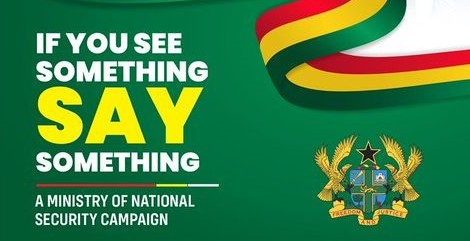 IF YOU SEE
SOMETHING
SAY
SOMETHING
A MINISTRY OF NATIONAL
SECURITY CAMPAIGN
FREEDOM AND JUSTICE